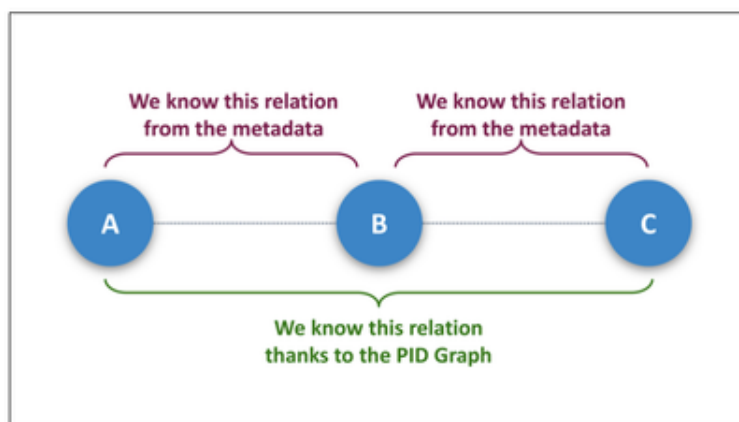 We know this relation
from the metadata
We know this relation
from the metadata
A
B
C
We know this relation
thanks to the PID Graph